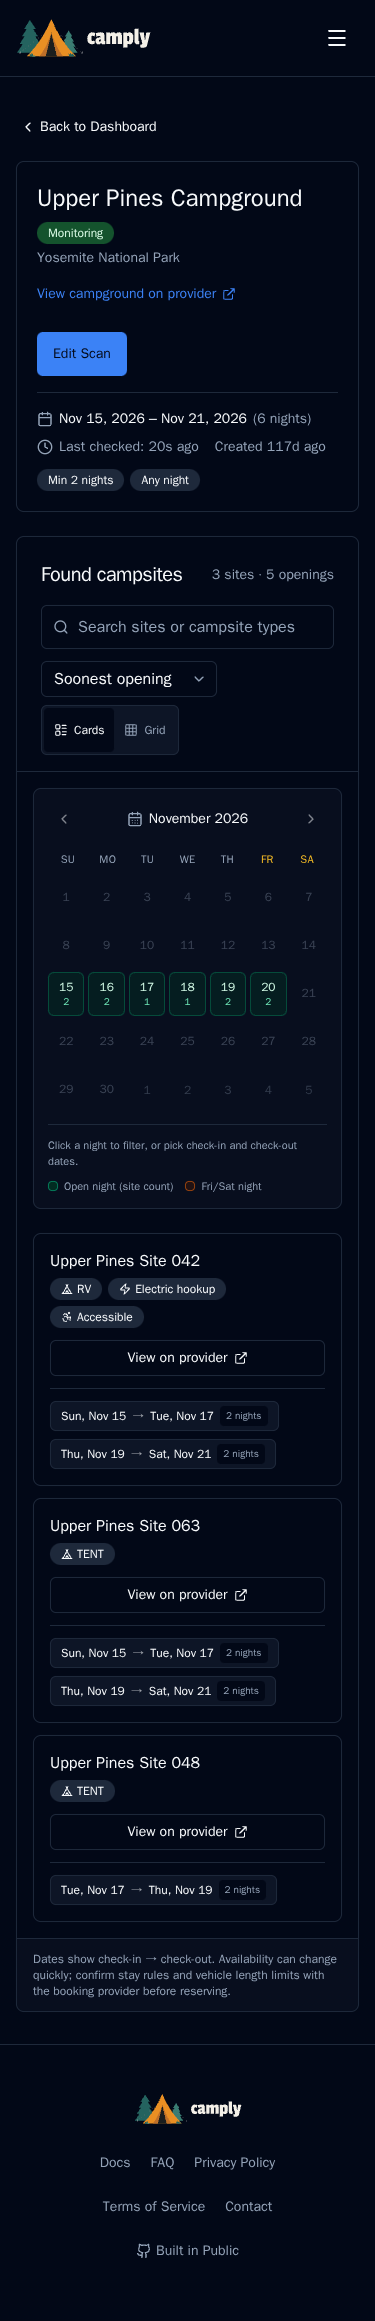 camply
Back to Dashboard
Upper Pines Campground
Monitoring
Yosemite National Park
View campground on provider
Edit Scan
Nov 15, 2026 – Nov 21, 2026 (6 nights)
Last checked: 20s ago Created 117d ago
Min 2 nights Any night
Found campsites 3 sites · 5 openings
Search sites or campsite types
Soonest opening
Cards Grid
November 2026
SU MO TU WE TH FR SA
1 2 3 4 5 6 7
8 9 10 11 12 13 14
15 16 17 18 19 20 21
2 2 1 1 2 2
22 23 24 25 26 27 28
29 30 1 2 3 4 5
Click a night to filter, or pick check-in and check-out
dates.
Open night (site count) Fri/Sat night
Upper Pines Site 042
RV Electric hookup
Accessible
View on provider
Sun, Nov 15 → Tue, Nov 17 2 nights
Thu, Nov 19 → Sat, Nov 21 2 nights
Upper Pines Site 063
TENT
View on provider
Sun, Nov 15 → Tue, Nov 17 2 nights
Thu, Nov 19 → Sat, Nov 21 2 nights
Upper Pines Site 048
TENT
View on provider
Tue, Nov 17 → Thu, Nov 19 2 nights
Dates show check-in → check-out. Availability can change
quickly; confirm stay rules and vehicle length limits with
the booking provider before reserving.
camply
Docs FAQ Privacy Policy
Terms of Service Contact
Built in Public